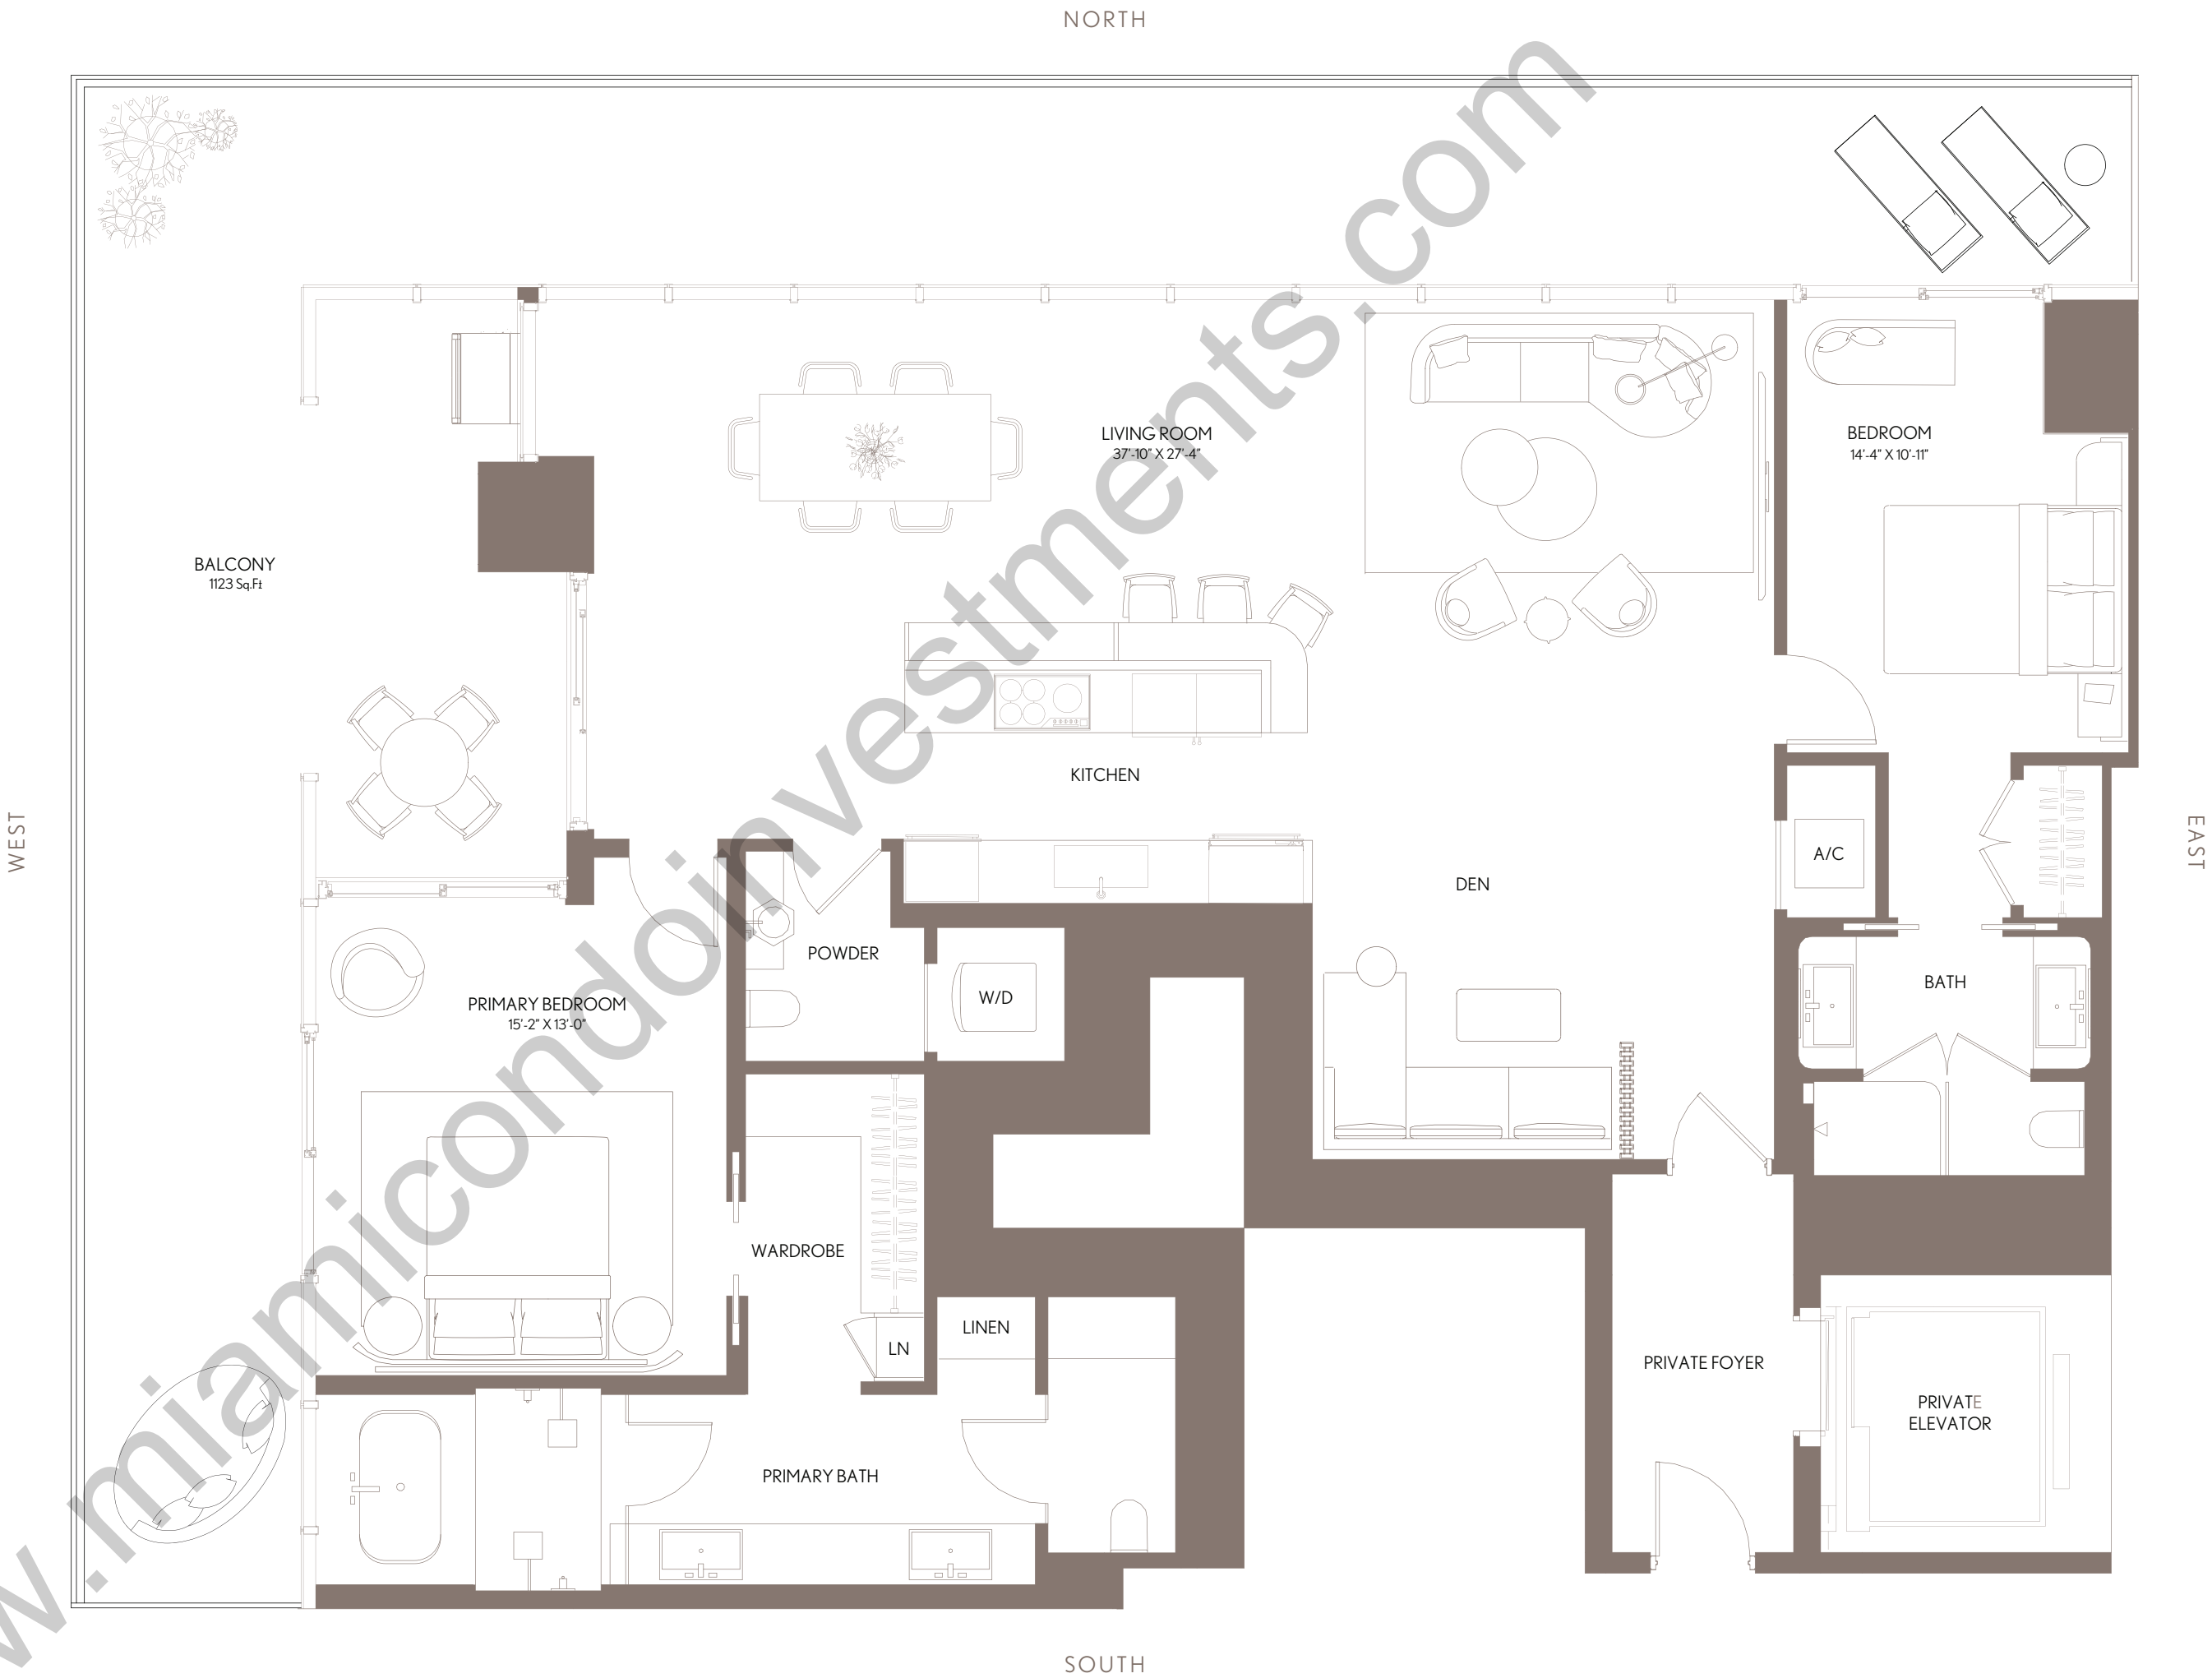 NORTH
LIVING ROOM
37'-10" X 27'-4"
BEDROOM
14'-4" X 10'-11"
BALCONY
1123 Sq.Ft
KITCHEN
WEST
EAST
A/C
DEN
POWDER
BATH
W/D
PRIMARY BEDROOM
15'-2" X 13'-0"
WARDROBE
LINEN
LN
PRIVATE FOYER
PRIVATE
ELEVATOR
PRIMARY BATH
SOUTH
w.miamicondoinvestments.com